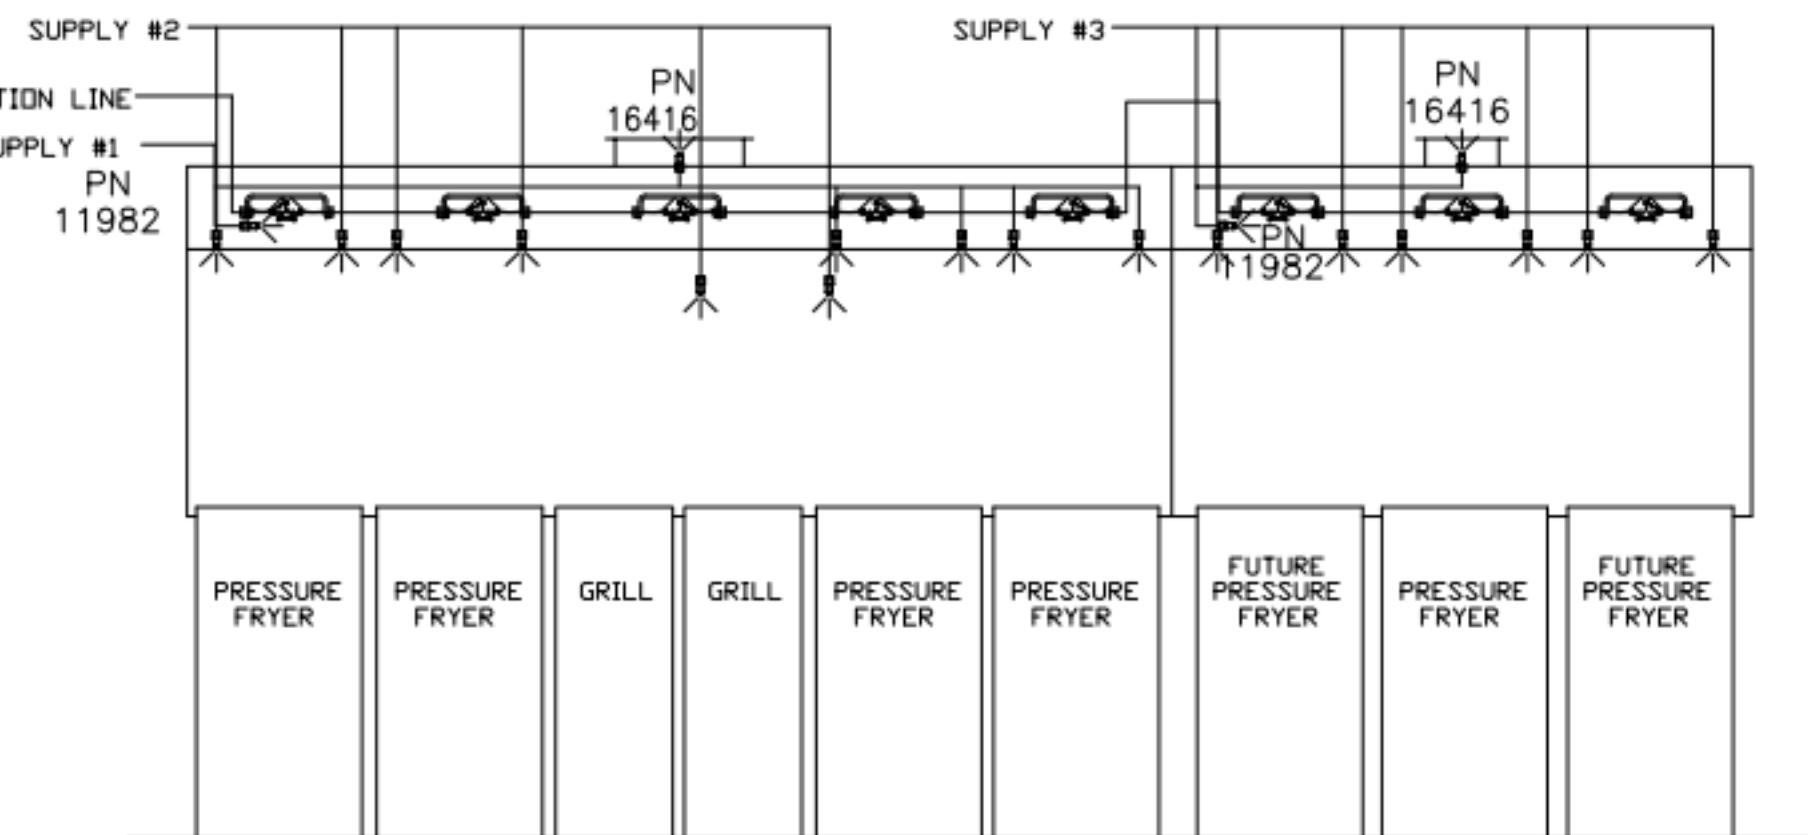 SUPPLY #2
SUPPLY #3
TION LINE
UPPLY #1
PN
11982
PN
16416
PN
16416
PN
11982
PRESSURE
FRYER
PRESSURE
FRYER
GRILL
GRILL
PRESSURE
FRYER
PRESSURE
FRYER
FUTURE
PRESSURE
FRYER
PRESSURE
FRYER
FUTURE
PRESSURE
FRYER